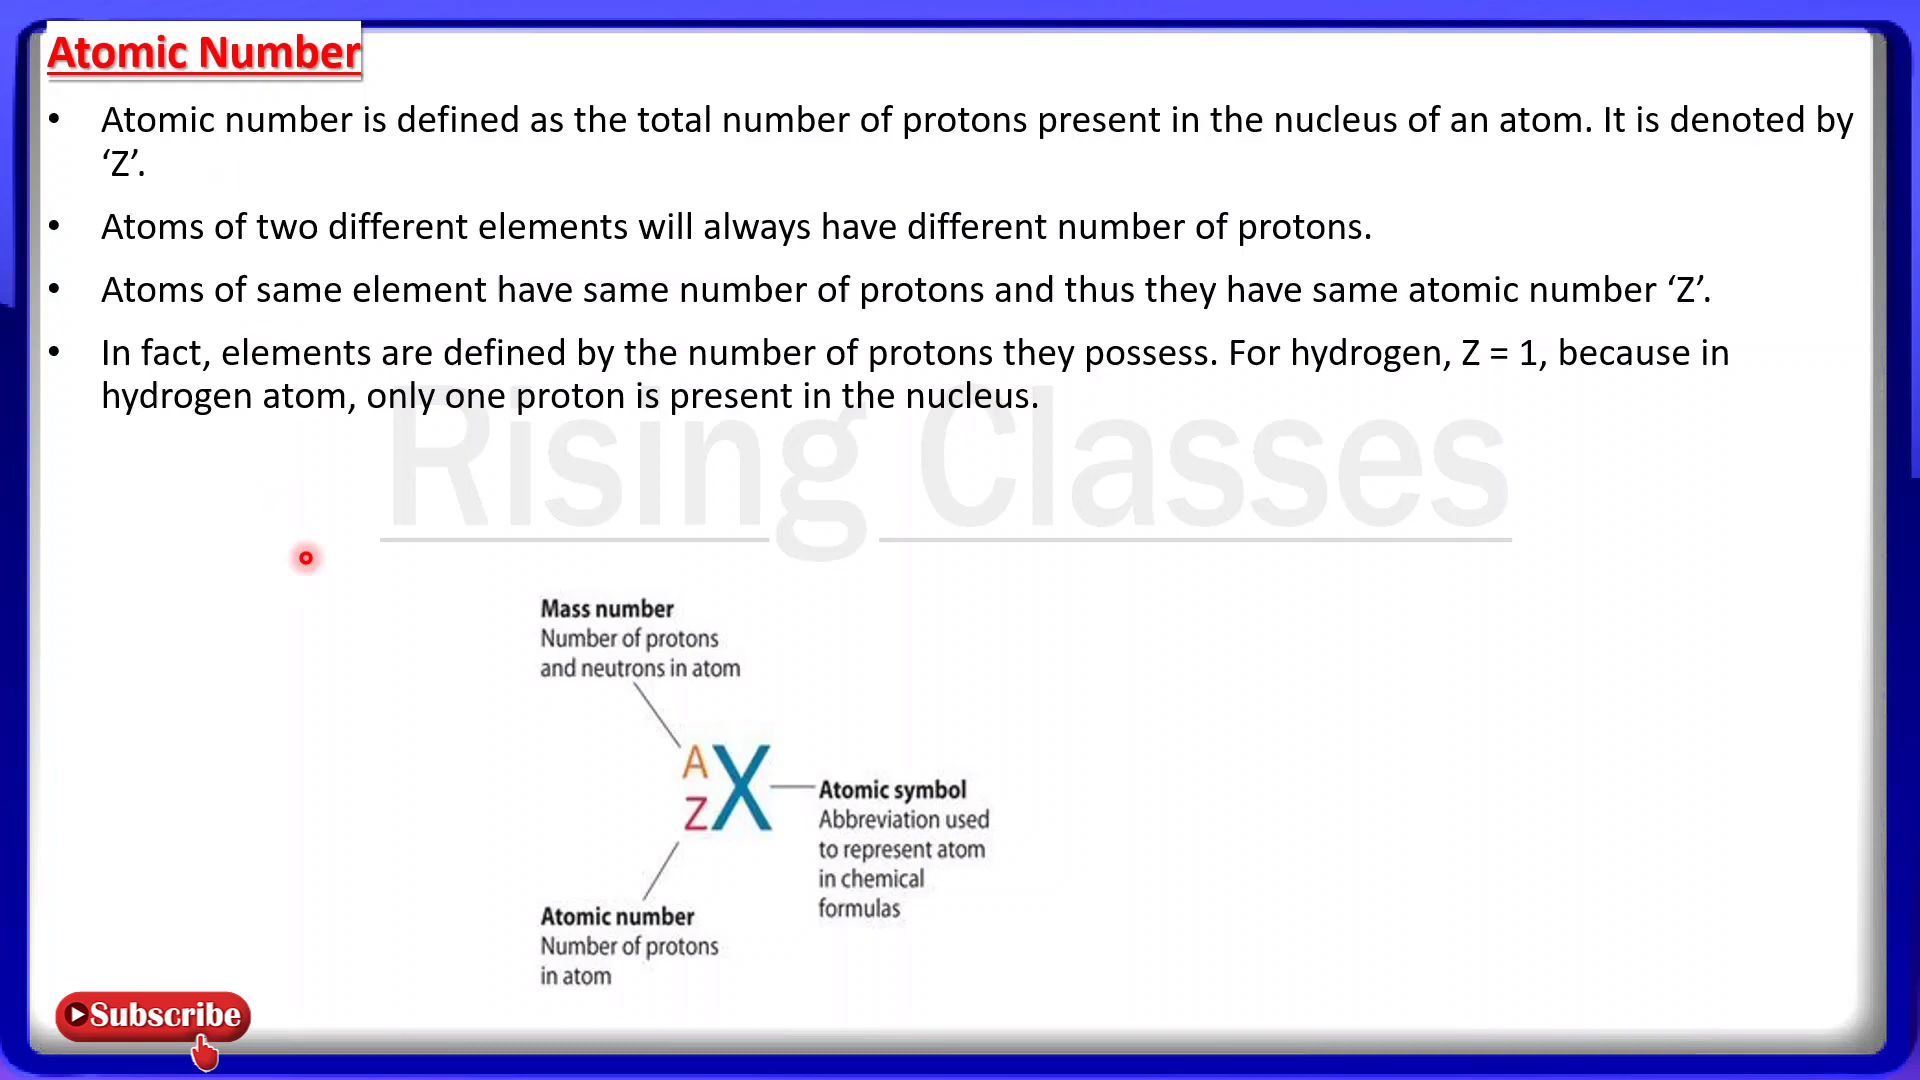 Atomic Number
• Atomic number is defined as the total number of protons present in the nucleus of an atom. It is denoted by
‘Z’.
• Atoms of two different elements will always have different number of protons.
• Atoms of same element have same number of protons and thus they have same atomic number ‘Z’.
• In fact, elements are defined by the number of protons they possess. For hydrogen, Z = 1, because in
hydrogen atom, only one proton is present in the nucleus.
Rising Classes
Mass number
Number of protons
and neutrons in atom
A
X
Z
Atomic symbol
Abbreviation used
to represent atom
in chemical
formulas
Atomic number
Number of protons
in atom
Subscribe